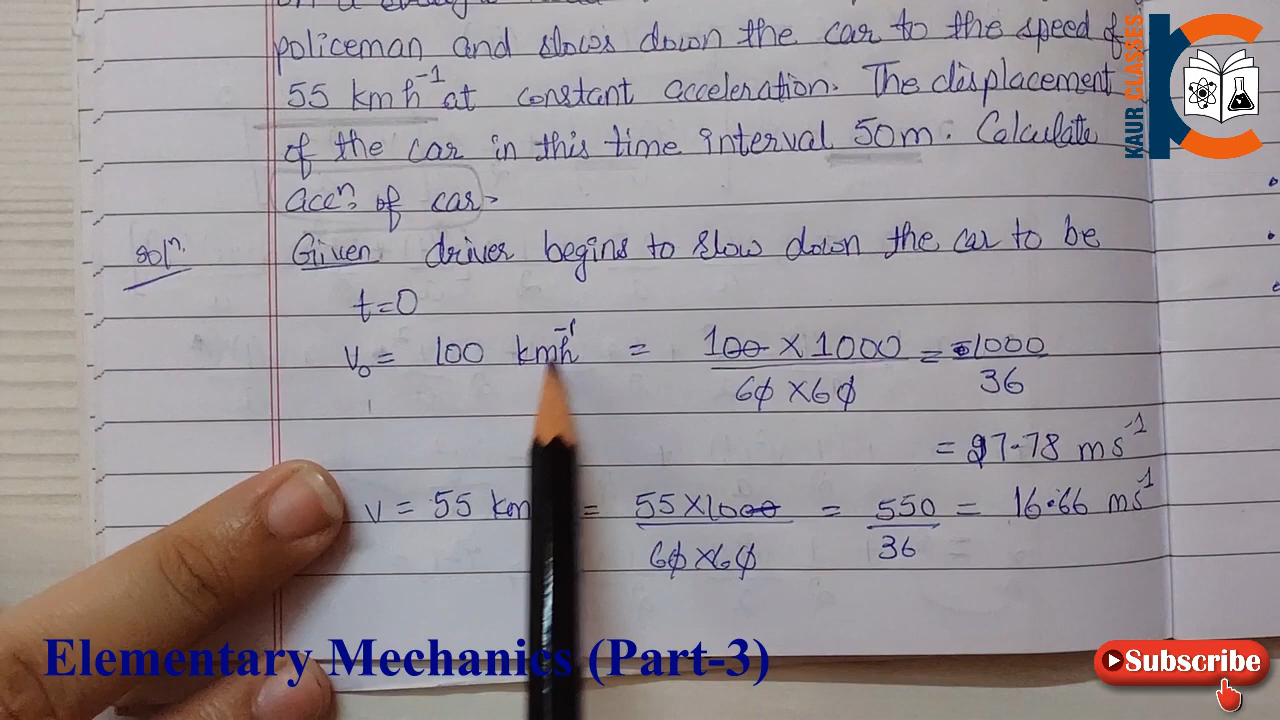 policeman and slows down the car to the speed of
55 kmh⁻¹ at constant acceleration. The displacement
of the car in this time interval 50m. Calculate
accⁿ. of car.
solⁿ. Given driver begins to slow down the car to be
t=0
v₀ = 100 kmh⁻¹ = 100 × 1000 / 60 × 60 = 1000 / 36
= 27.78 ms⁻¹
v = 55 km = 55 × 1000 / 60 × 60 = 550 / 36 = 16.66 ms⁻¹
KAUR CLASSES
Elementary Mechanics (Part-3)
Subscribe